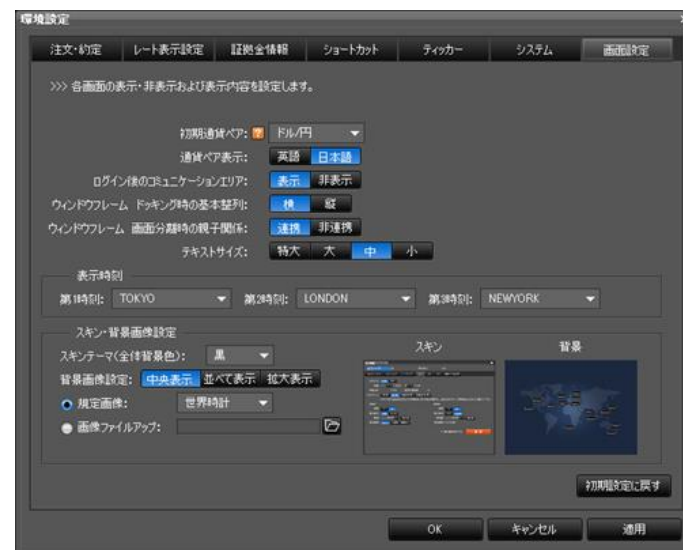 環境設定
注文・約定 レート表示設定 証拠金情報 ショートカット ティッカー システム 画面設定
>>> 各画面の表示・非表示および表示内容を設定します。
初期通貨ペア: ? ドル/円
通貨ペア表示: 英語 日本語
ログイン後のコミュニケーションエリア: 表示 非表示
ウィンドウフレーム ドッキング時の基本整列: 横 縦
ウィンドウフレーム 画面分離時の親子関係: 連携 非連携
テキストサイズ: 特大 大 中 小
表示時刻
第1時刻: TOKYO 第2時刻: LONDON 第3時刻: NEWYORK
スキン・背景画像設定
スキンテーマ(全体背景色): 黒 スキン 背景
背景画像設定: 中央表示 並べて表示 拡大表示
規定画像: 世界時計
画像ファイルアップ:
初期設定に戻す
OK キャンセル 適用